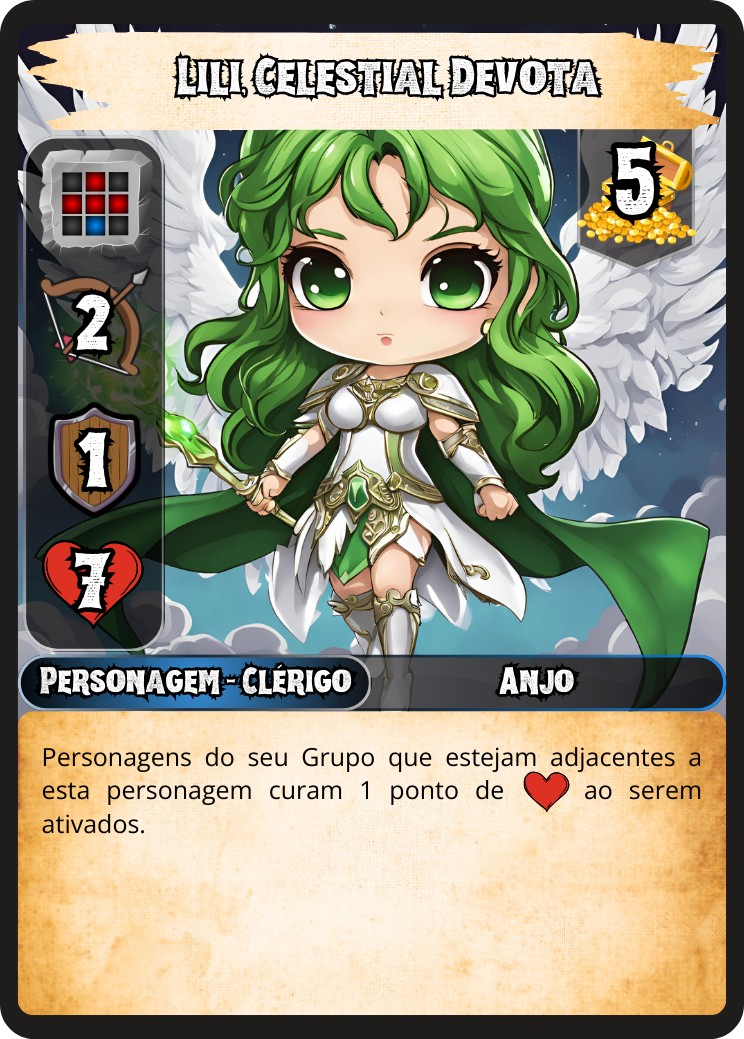 Lili, Celestial Devota
5
2
1
7
Personagem - Clérigo
Anjo
Personagens do seu Grupo que estejam adjacentes a
esta personagem curam 1 ponto de ao serem
ativados.